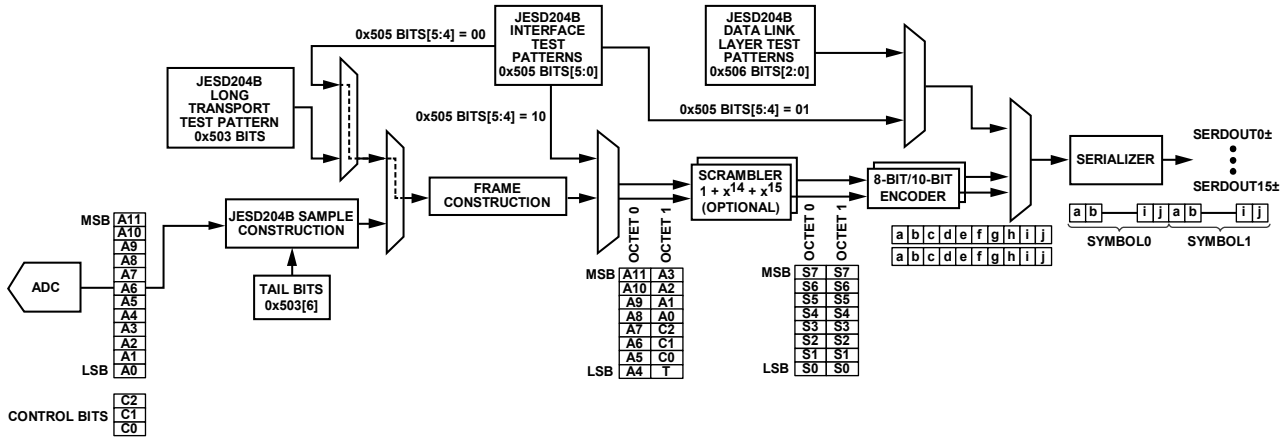 JESD204B
INTERFACE
TEST
PATTERNS
0x505 BITS[5:0]
JESD204B
DATA LINK
LAYER TEST
PATTERNS
0x506 BITS[2:0]
0x505 BITS[5:4] = 00
JESD204B
LONG
TRANSPORT
TEST PATTERN
0x503 BITS
0x505 BITS[5:4] = 10
0x505 BITS[5:4] = 01
FRAME
CONSTRUCTION
SCRAMBLER
1 + x14 + x15
(OPTIONAL)
8-BIT/10-BIT
ENCODER
SERIALIZER
SERDOUT0±
SERDOUT15±
a b i j a b i j
SYMBOL0 SYMBOL1
a b c d e f g h i j
a b c d e f g h i j
JESD204B SAMPLE
CONSTRUCTION
TAIL BITS
0x503[6]
ADC
MSB A11
A10
A9
A8
A7
A6
A5
A4
A3
A2
A1
LSB A0
CONTROL BITS
C2
C1
C0
OCTET 0
OCTET 1
MSB A11 A3
A10 A2
A9 A1
A8 A0
A7 C2
A6 C1
A5 C0
LSB A4 T
OCTET 0
OCTET 1
MSB S7 S7
S6 S6
S5 S5
S4 S4
S3 S3
S2 S2
S1 S1
LSB S0 S0